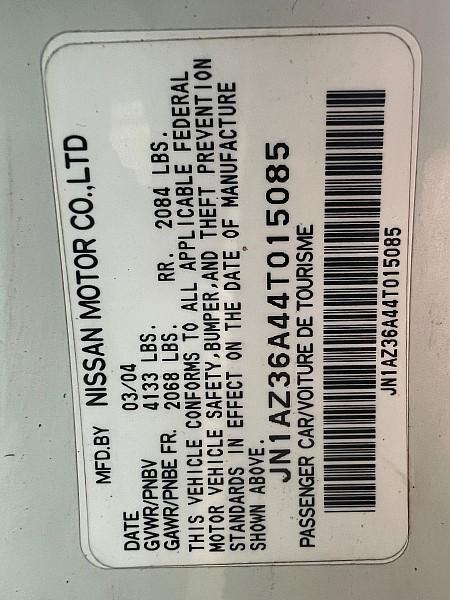 MFD.BY NISSAN MOTOR CO.,LTD
DATE 03/04
GVWR/PNBV 4133 LBS.
GAWR/PNBE FR. 2068 LBS. RR. 2084 LBS.
THIS VEHICLE CONFORMS TO ALL APPLICABLE FEDERAL
MOTOR VEHICLE SAFETY,BUMPER,AND THEFT PREVENTION
STANDARDS IN EFFECT ON THE DATE OF MANUFACTURE
SHOWN ABOVE.
JN1AZ36A44T015085
PASSENGER CAR/VOITURE DE TOURISME
JN1AZ36A44T015085